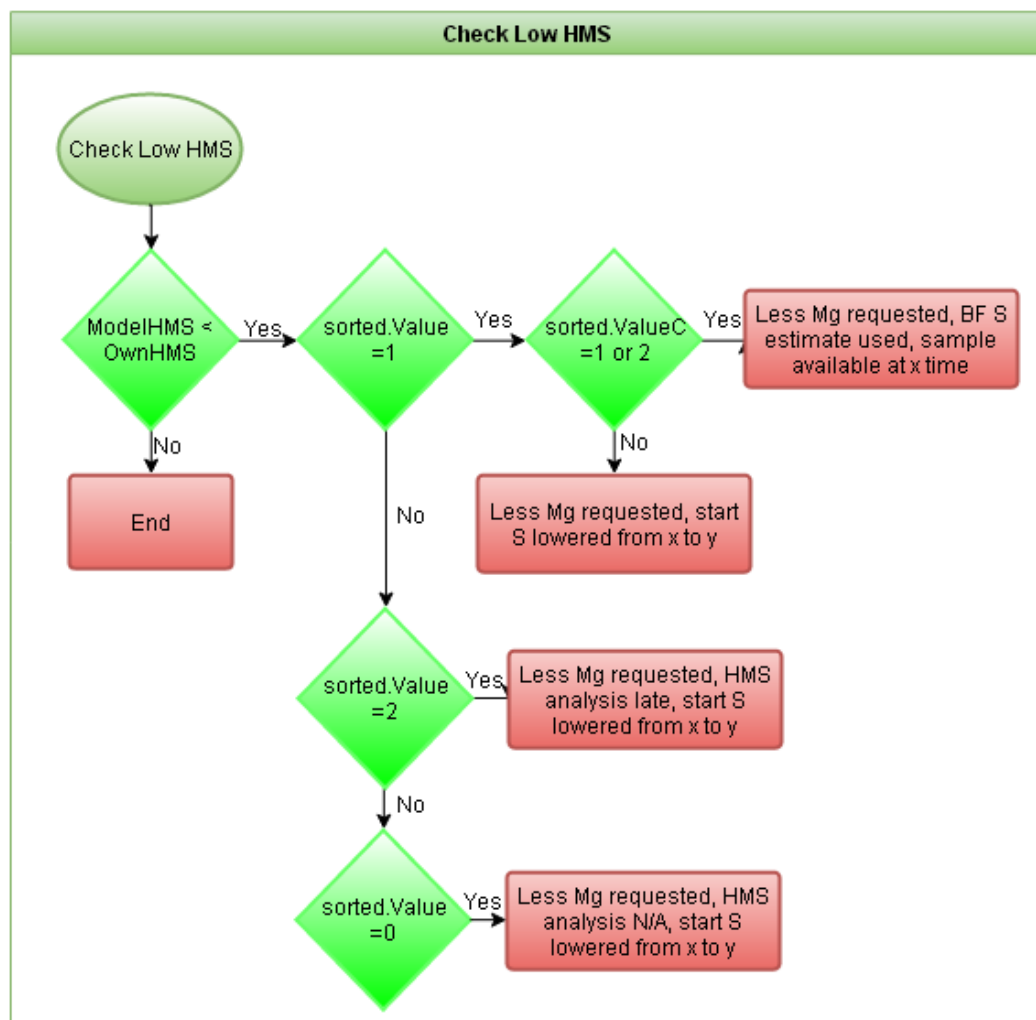 Check Low HMS
Check Low HMS
ModelHMS <
OwnHMS
Yes
sorted.Value
=1
Yes
sorted.ValueC
=1 or 2
Yes
Less Mg requested, BF S
estimate used, sample
available at x time
No
End
No
Less Mg requested, start
S lowered from x to y
No
sorted.Value
=2
Yes
Less Mg requested, HMS
analysis late, start S
lowered from x to y
No
sorted.Value
=0
Yes
Less Mg requested, HMS
analysis N/A, start S
lowered from x to y